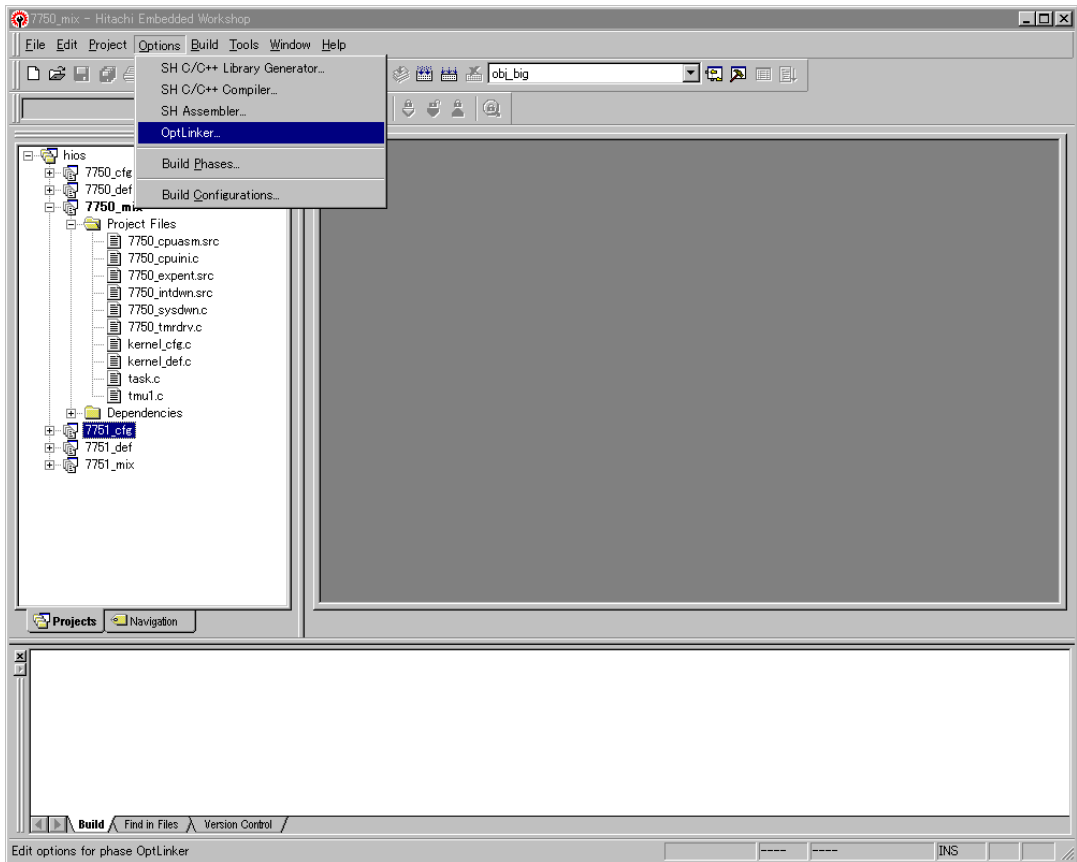 7750_mix - Hitachi Embedded Workshop
File Edit Project Options Build Tools Window Help
SH C/C++ Library Generator...
SH C/C++ Compiler...
SH Assembler...
OptLinker...
Build Phases...
Build Configurations...
obj_big
hios
7750_cfg
7750_def
7750_mix
Project Files
7750_cpuasm.src
7750_cpuini.c
7750_expent.src
7750_intdwn.src
7750_sysdwn.c
7750_tmrdrv.c
kernel_cfg.c
kernel_def.c
task.c
tmu1.c
Dependencies
7751_cfg
7751_def
7751_mix
Projects Navigation
Build Find in Files Version Control
Edit options for phase OptLinker ---- ---- INS